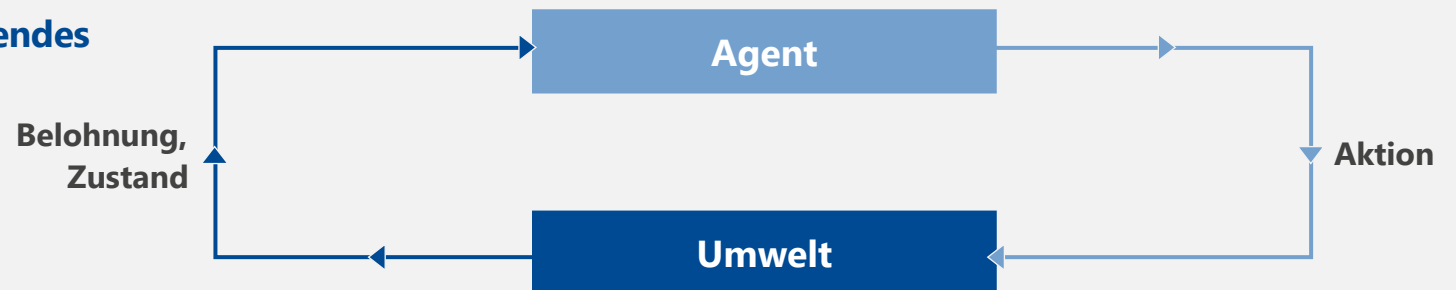 endes
Agent
Belohnung,
Zustand
Aktion
Umwelt